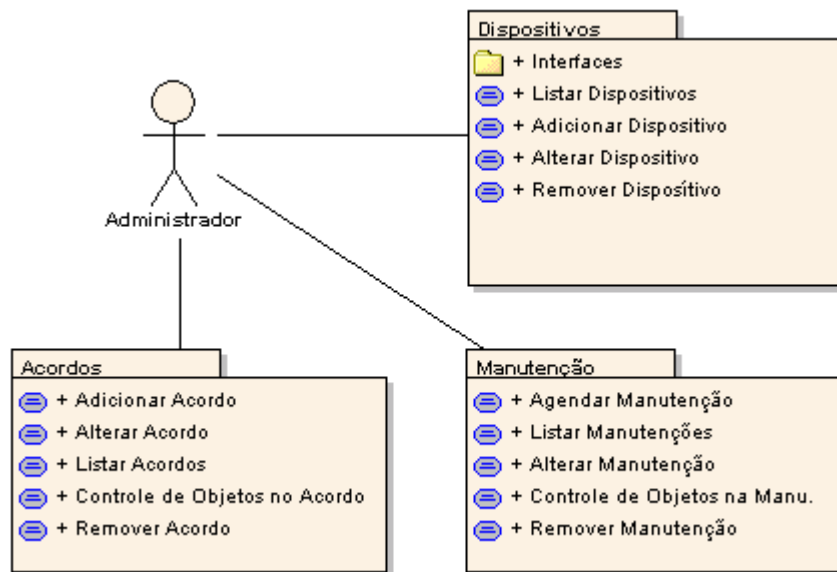 Dispositivos
+ Interfaces
+ Listar Dispositivos
+ Adicionar Dispositivo
+ Alterar Dispositivo
+ Remover Disposítivo
Administrador
Acordos
+ Adicionar Acordo
+ Alterar Acordo
+ Listar Acordos
+ Controle de Objetos no Acordo
+ Remover Acordo
Manutenção
+ Agendar Manutenção
+ Listar Manutenções
+ Alterar Manutenção
+ Controle de Objetos na Manu.
+ Remover Manutenção